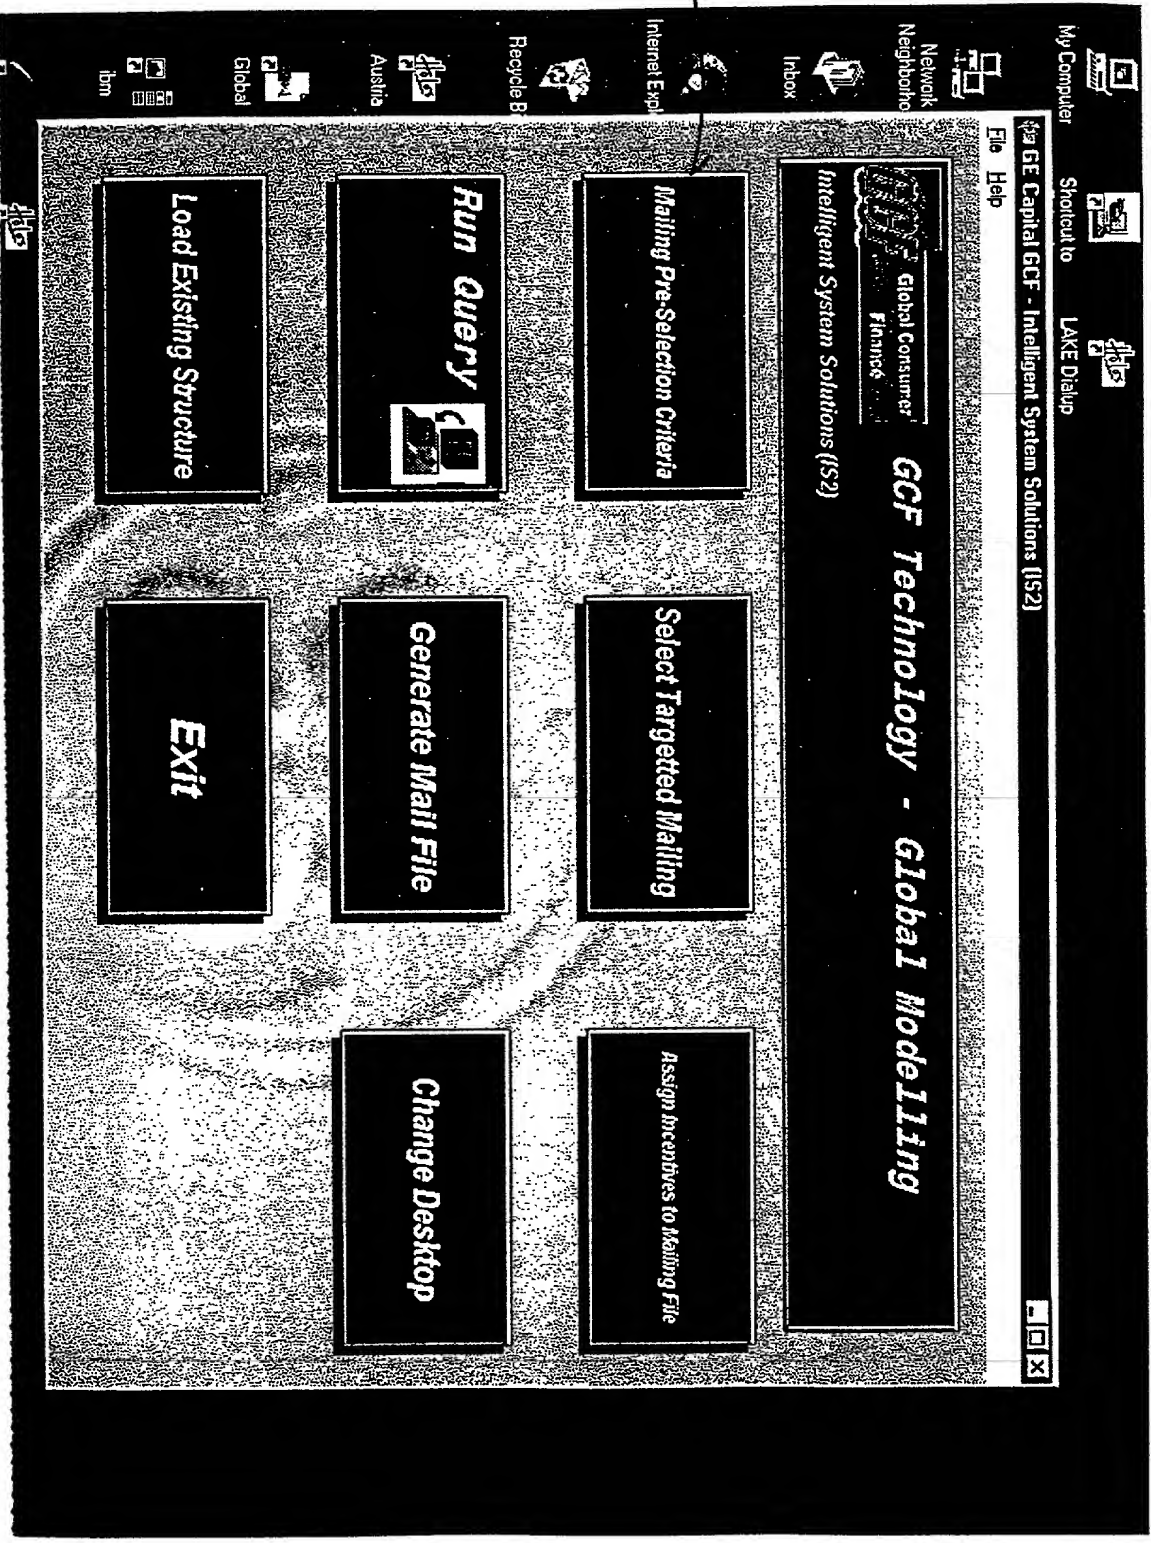 My Computer
Shortcut to
LAKE Dialup
Network
Neighborho
Inbox
Internet Expl
Recycle B
Austria
Global
ibm
GE Capital GCF - Intelligent System Solutions (IS2)
File Help
GCF
Global Consumer
Finance
GCF Technology - Global Modelling
Intelligent System Solutions (IS2)
Mailing Pre-Selection Criteria
Select Targetted Mailing
Assign Incentives to Mailing File
Run Query
Generate Mail File
Change Desktop
Load Existing Structure
Exit